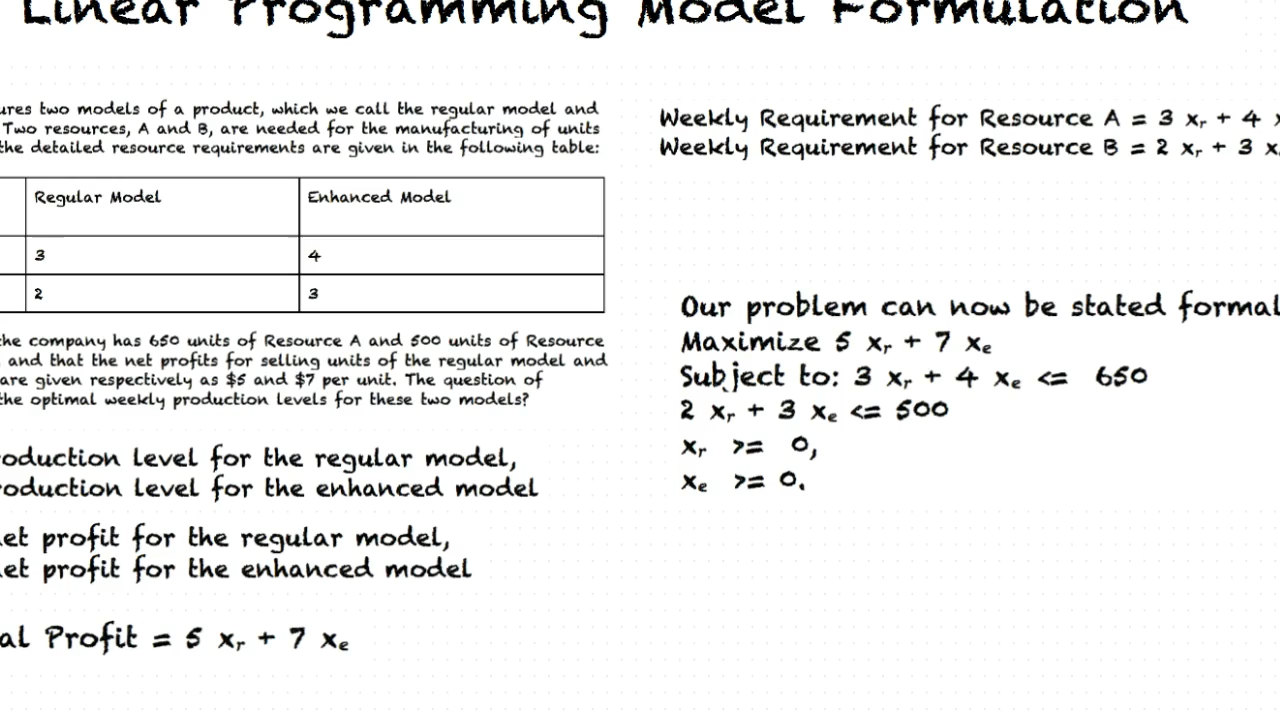 Linear Programming Model Formulation
ures two models of a product, which we call the regular model and
Two resources, A and B, are needed for the manufacturing of units
the detailed resource requirements are given in the following table:
Regular Model Enhanced Model
3 4
2 3
the company has 650 units of Resource A and 500 units of Resource
and that the net profits for selling units of the regular model and
are given respectively as $5 and $7 per unit. The question of
the optimal weekly production levels for these two models?
oduction level for the regular model,
oduction level for the enhanced model
et profit for the regular model,
et profit for the enhanced model
al Profit = 5 xᵣ + 7 xₑ
Weekly Requirement for Resource A = 3 xᵣ + 4 x
Weekly Requirement for Resource B = 2 xᵣ + 3 x
Our problem can now be stated formal
Maximize 5 xᵣ + 7 xₑ
Subject to: 3 xᵣ + 4 xₑ <= 650
2 xᵣ + 3 xₑ <= 500
xᵣ >= 0,
xₑ >= 0.